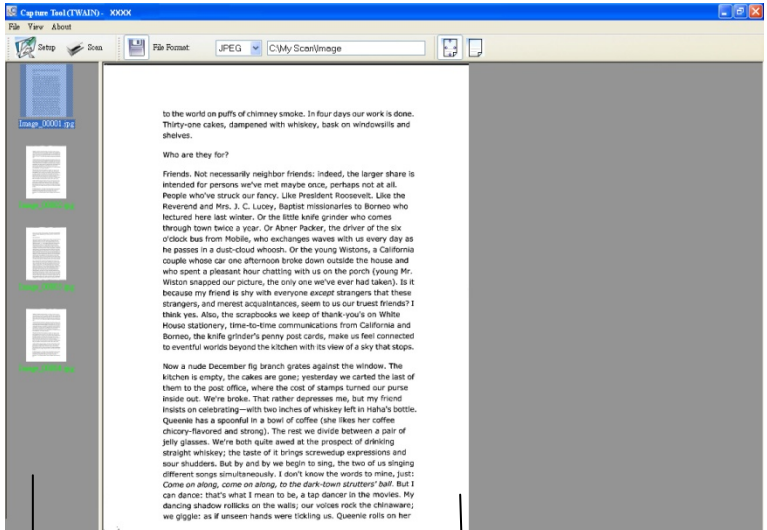 Capture Tool (TWAIN) - XXXX
File View About
Setup Scan File Format JPEG C:\My Scan\Image
Image_00001.jpg
to the world on puffs of chimney smoke. In four days our work is done.
Thirty-one cakes, dampened with whiskey, bask on windowsills and
shelves.
Who are they for?
Friends. Not necessarily neighbor friends: indeed, the larger share is
intended for persons we've met maybe once, perhaps not at all.
People who've struck our fancy. Like President Roosevelt. Like the
Reverend and Mrs. J. C. Lucey, Baptist missionaries to Borneo who
lectured here last winter. Or the little knife grinder who comes
through town twice a year. Or Abner Packer, the driver of the six
o'clock bus from Mobile, who exchanges waves with us every day as
he passes in a dust-cloud whoosh. Or the young Wistons, a California
couple whose car one afternoon broke down outside the house and
who spent a pleasant hour chatting with us on the porch (young Mr.
Wiston snapped our picture, the only one we've ever had taken). Is it
because my friend is shy with everyone except strangers that these
strangers, and merest acquaintances, seem to us our truest friends? I
think yes. Also, the scrapbooks we keep of thank-you's on White
House stationery, time-to-time communications from California and
Borneo, the knife grinder's penny post cards, make us feel connected
to eventful worlds beyond the kitchen with its view of a sky that stops.
Now a nude December fig branch grates against the window. The
kitchen is empty, the cakes are gone; yesterday we carted the last of
them to the post office, where the cost of stamps turned our purse
inside out. We're broke. That rather depresses me, but my friend
insists on celebrating—with two inches of whiskey left in Haha's bottle.
Queenie has a spoonful in a bowl of coffee (she likes her coffee
chicory-flavored and strong). The rest we divide between a pair of
jelly glasses. We're both quite awed at the prospect of drinking
straight whiskey; the taste of it brings screwedup expressions and
sour shudders. But by and by we begin to sing, the two of us singing
different songs simultaneously. I don't know the words to mine, just:
Come on along, come on along, to the dark-town strutters' ball. But I
can dance: that's what I mean to be, a tap dancer in the movies. My
dancing shadow rollicks on the walls; our voices rock the chinaware;
we giggle: as if unseen hands were tickling us. Queenie rolls on her